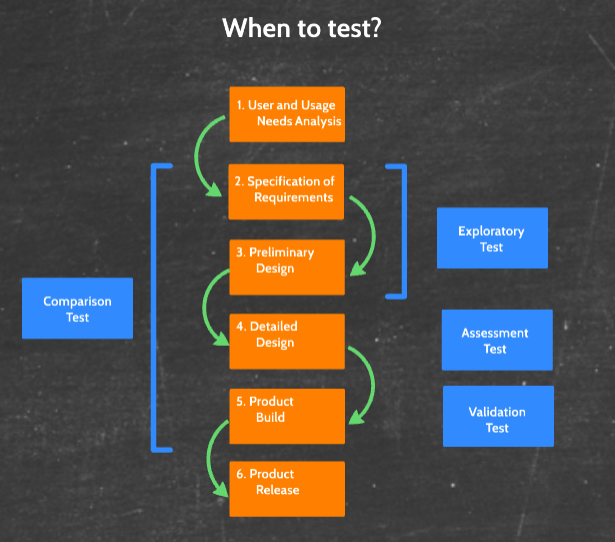 When to test?
1. User and Usage
Needs Analysis
2. Specification of
Requirements
3. Preliminary
Design
4. Detailed
Design
5. Product
Build
6. Product
Release
Comparison
Test
Exploratory
Test
Assessment
Test
Validation
Test